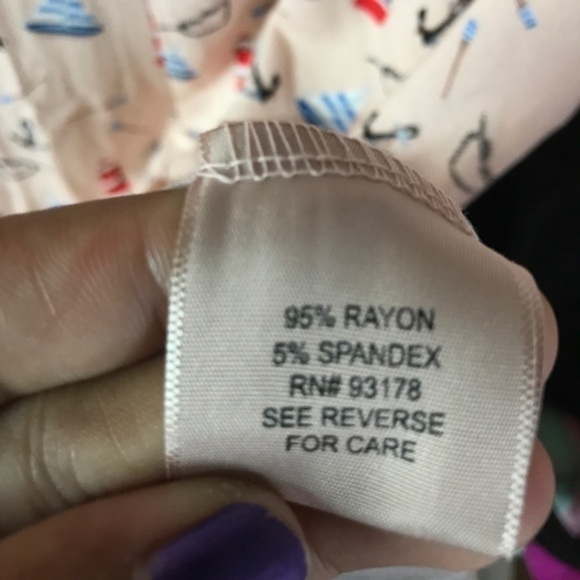 95% RAYON
5% SPANDEX
RN# 93178
SEE REVERSE
FOR CARE